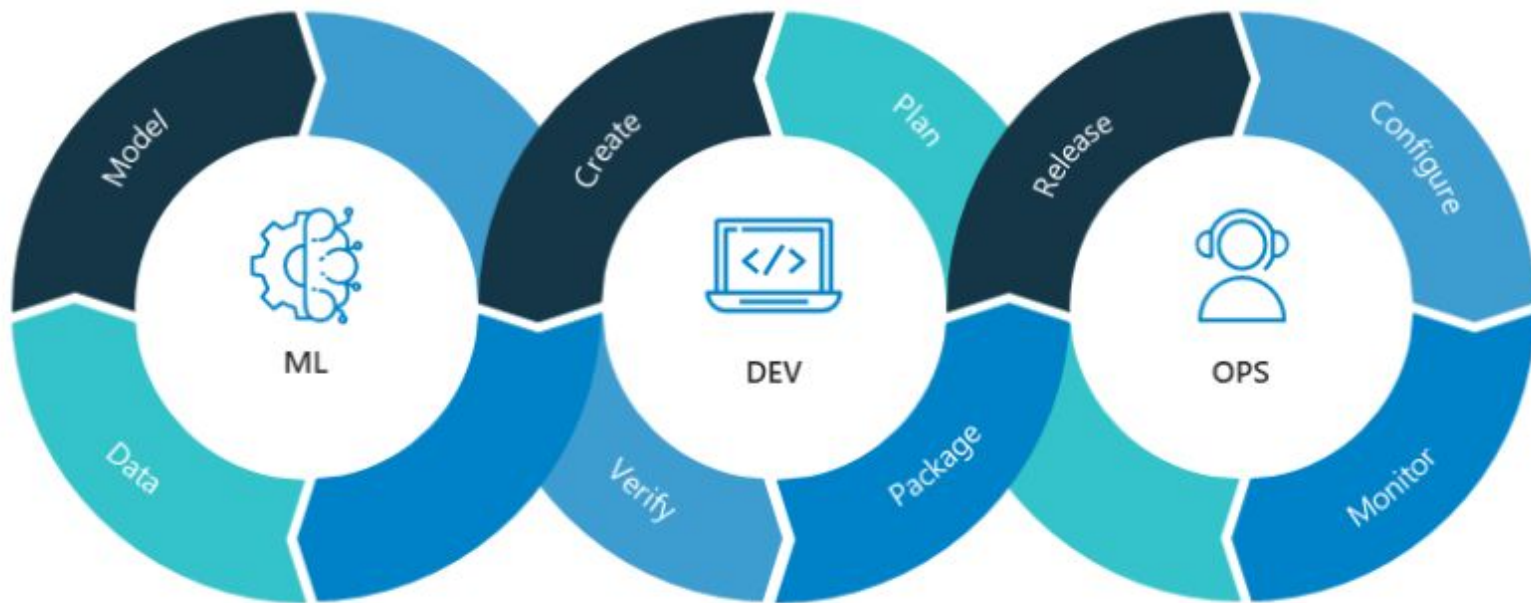 Model
Data
ML
Create
Plan
Verify
Package
DEV
Release
Configure
Monitor
OPS